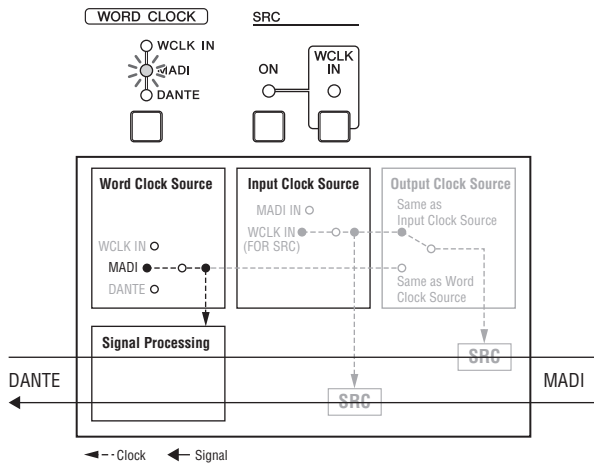 WORD CLOCK
SRC
WCLK IN
MADI
DANTE
ON
WCLK
IN
Word Clock Source
Input Clock Source
Output Clock Source
MADI IN
WCLK IN
(FOR SRC)
Same as
Input Clock Source
WCLK IN
MADI
DANTE
Same as Word
Clock Source
Signal Processing
SRC
DANTE
MADI
SRC
Clock
Signal